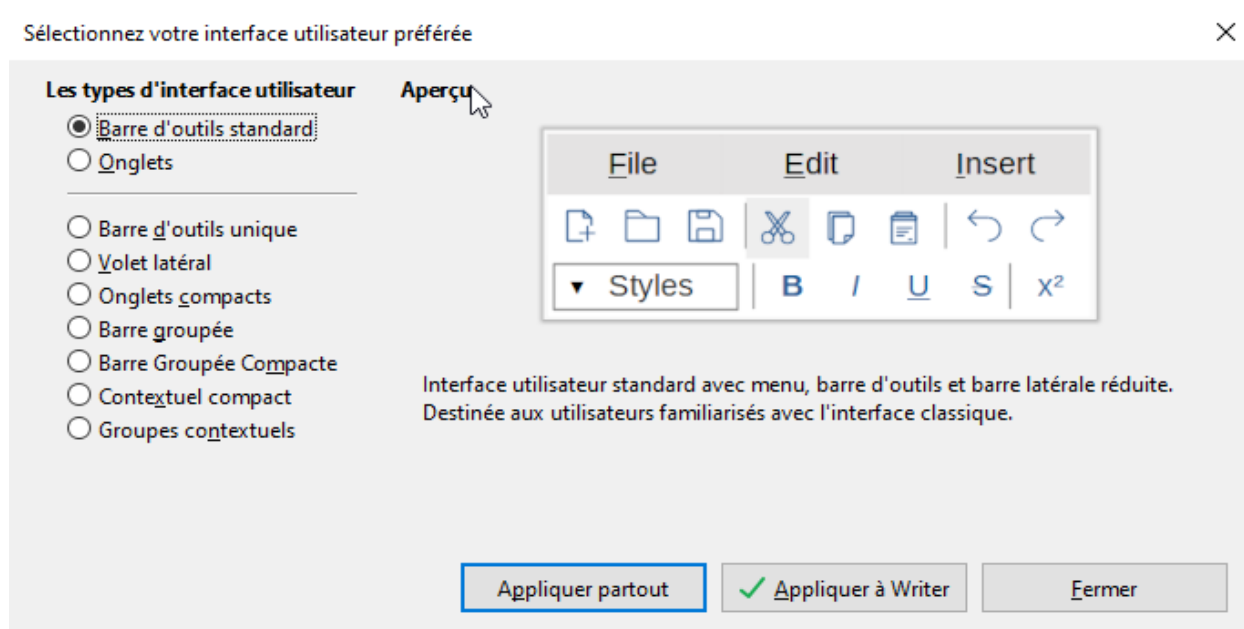 Sélectionnez votre interface utilisateur préférée
Les types d'interface utilisateur
Barre d'outils standard
Onglets
Barre d'outils unique
Volet latéral
Onglets compacts
Barre groupée
Barre Groupée Compacte
Contextuel compact
Groupes contextuels
Aperçu
File Edit Insert
Styles B I U S x²
Interface utilisateur standard avec menu, barre d'outils et barre latérale réduite.
Destinée aux utilisateurs familiarisés avec l'interface classique.
Appliquer partout Appliquer à Writer Fermer